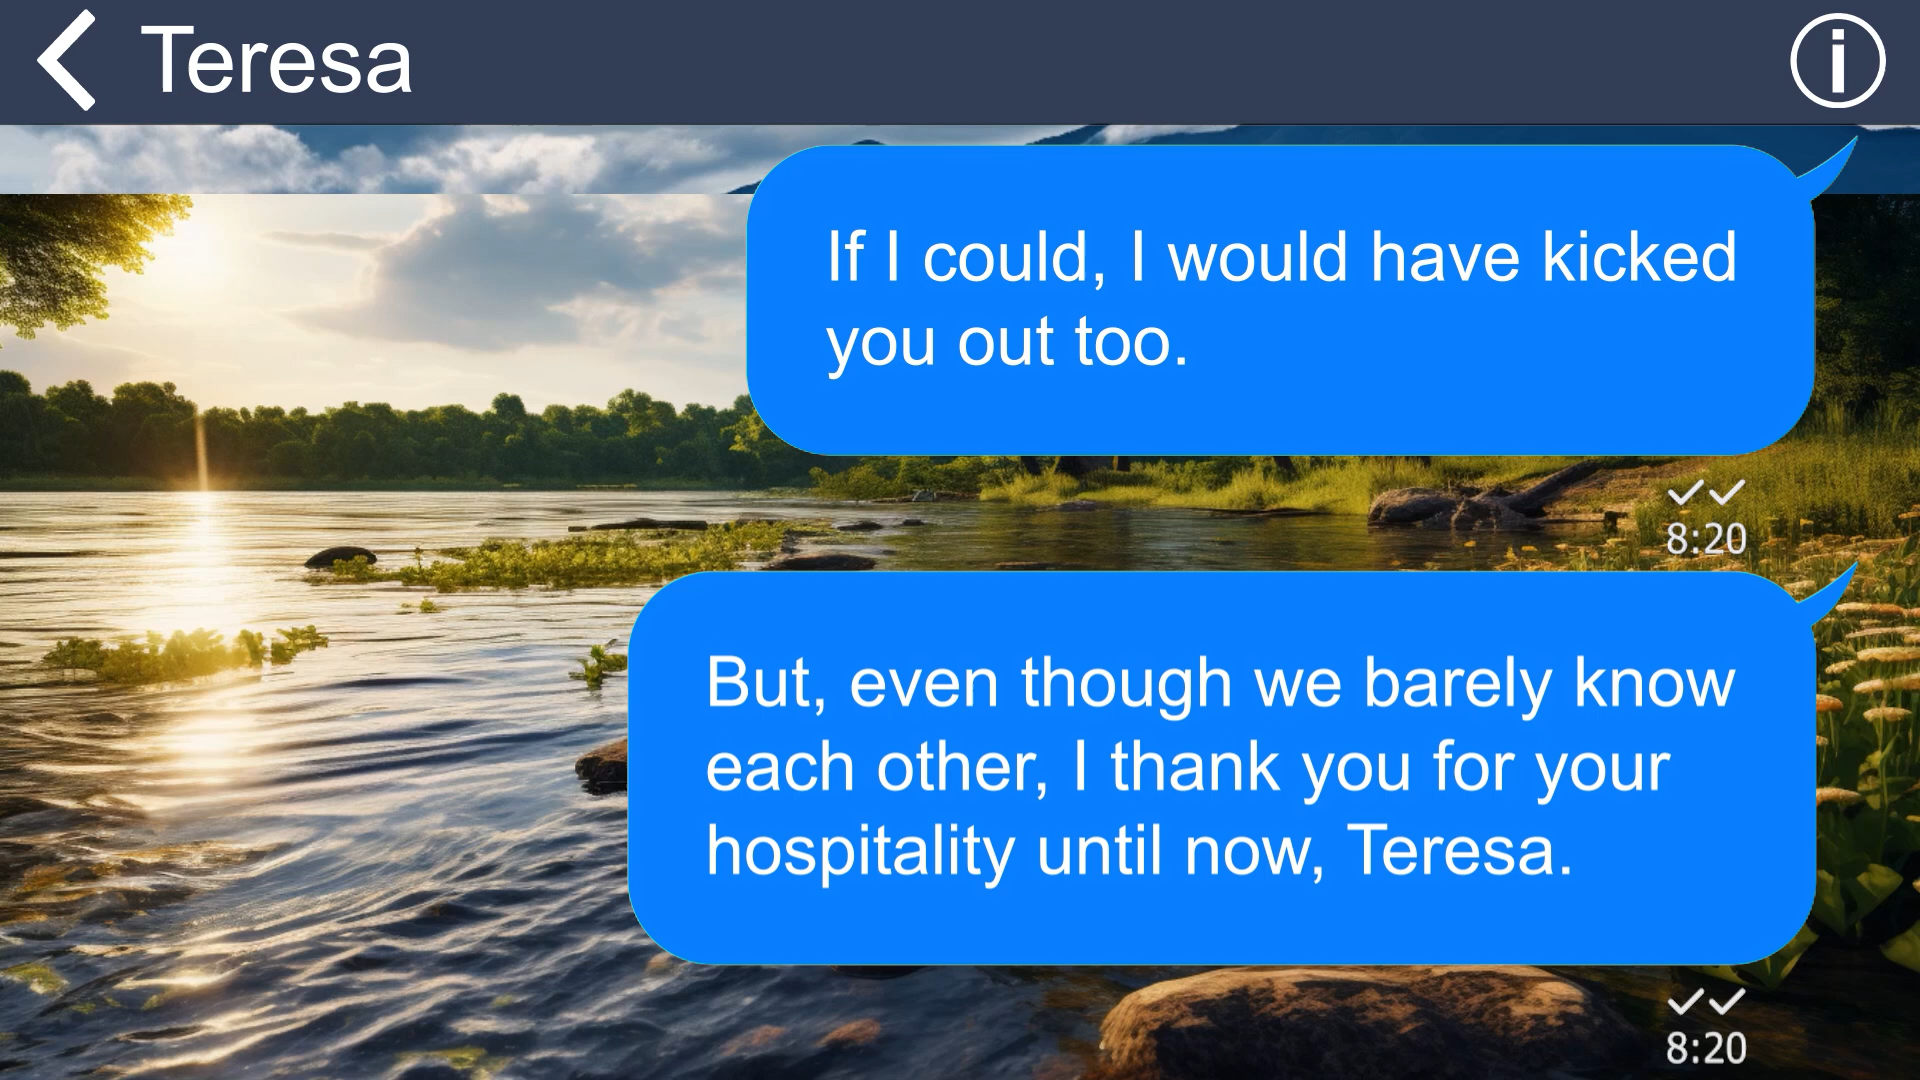 Teresa
If I could, I would have kicked
you out too.
8:20
But, even though we barely know
each other, I thank you for your
hospitality until now, Teresa.
8:20